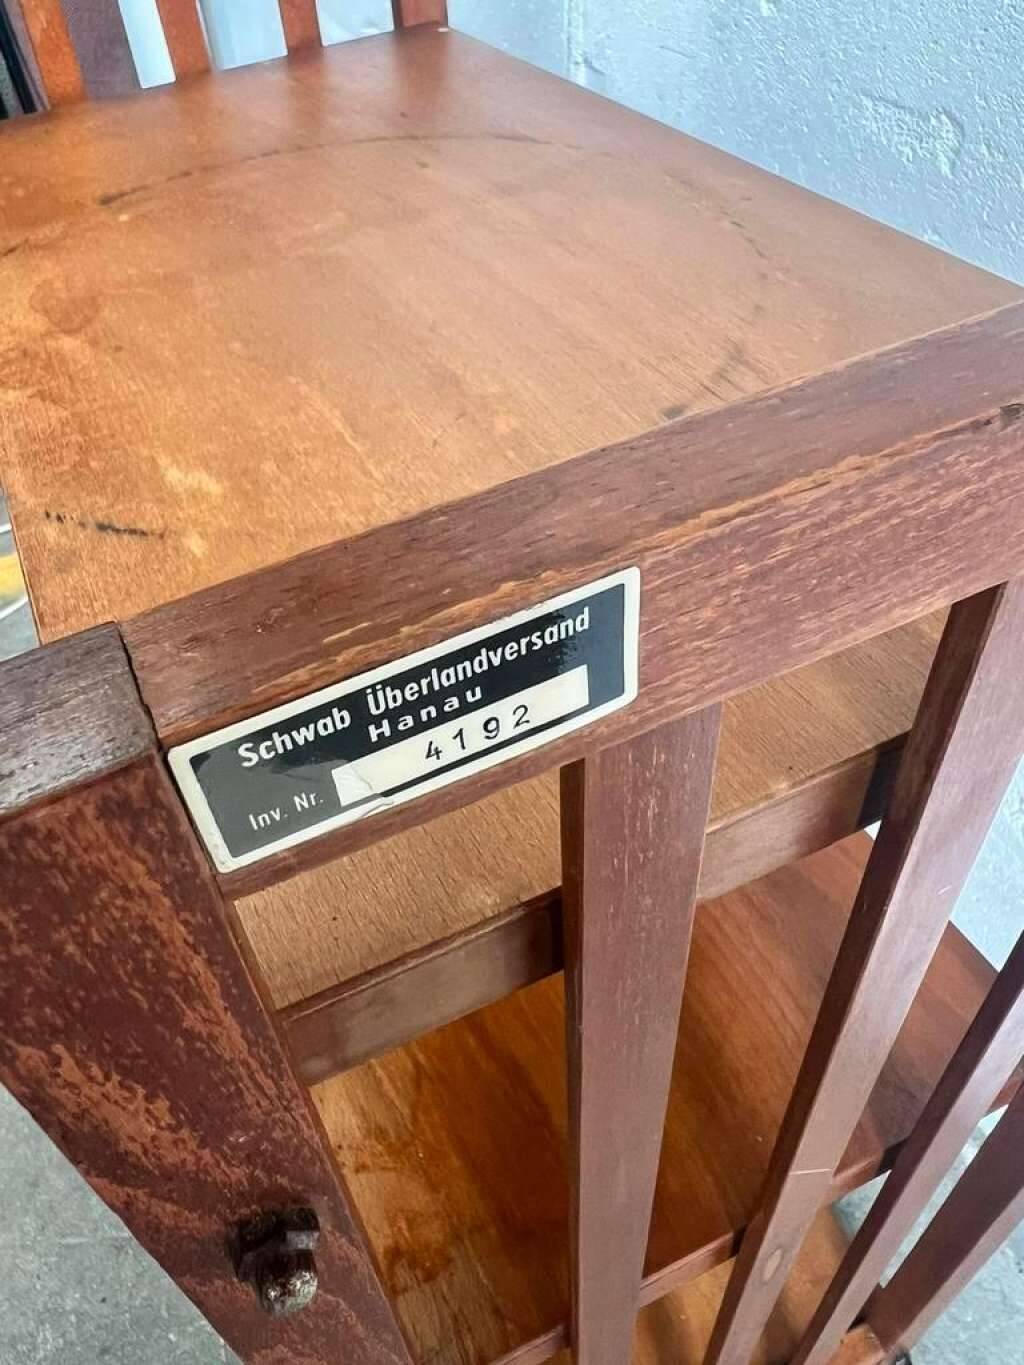 Schwab Überlandversand
Hanau
Inv. Nr. 4192